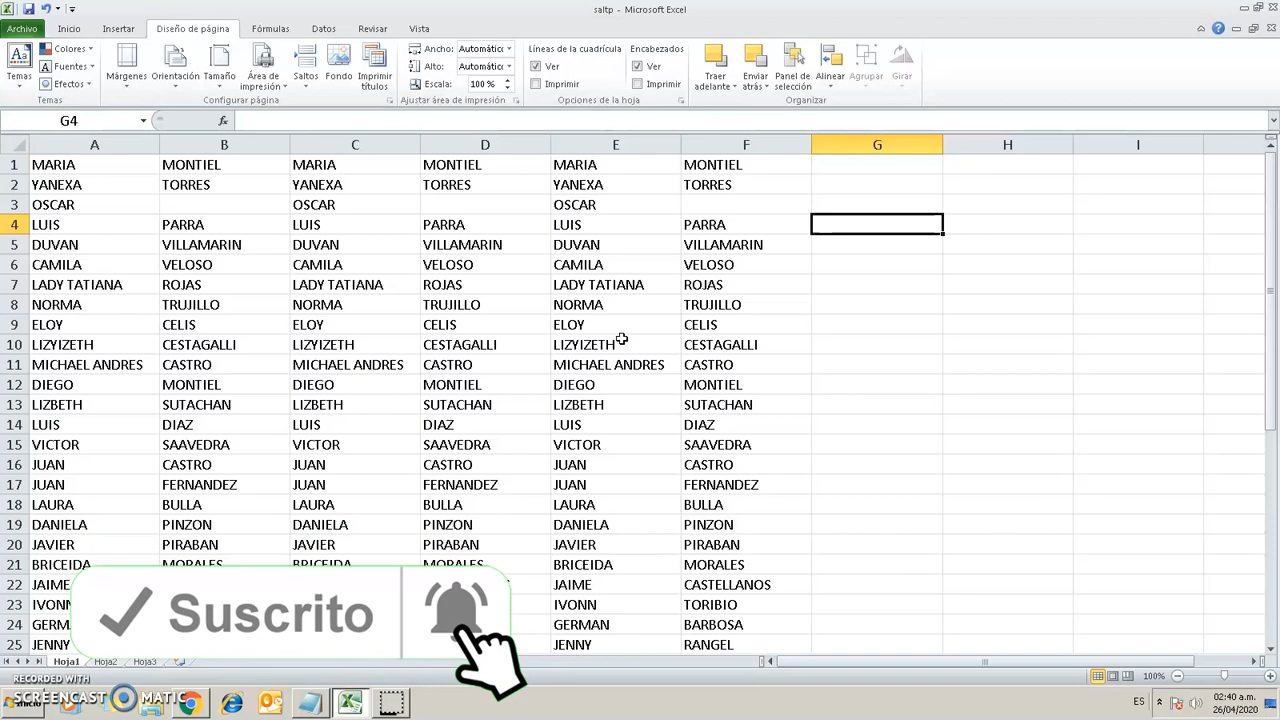 saltp - Microsoft Excel
Archivo Inicio Insertar Diseño de página Fórmulas Datos Revisar Vista
Temas Colores Fuentes Efectos Márgenes Orientación Tamaño Área de impresión Saltos Fondo Imprimir títulos Ancho: Automátic Alto: Automátic Escala: 100 % Líneas de la cuadrícula Ver Imprimir Encabezados Ver Imprimir Traer adelante Enviar atrás Panel de selección Alinear Agrupar Girar
Temas Configurar página Ajustar área de impresión Opciones de la hoja Organizar
G4 fx
A B C D E F G H I
1 MARIA MONTIEL MARIA MONTIEL MARIA MONTIEL
2 YANEXA TORRES YANEXA TORRES YANEXA TORRES
3 OSCAR OSCAR OSCAR
4 LUIS PARRA LUIS PARRA LUIS PARRA
5 DUVAN VILLAMARIN DUVAN VILLAMARIN DUVAN VILLAMARIN
6 CAMILA VELOSO CAMILA VELOSO CAMILA VELOSO
7 LADY TATIANA ROJAS LADY TATIANA ROJAS LADY TATIANA ROJAS
8 NORMA TRUJILLO NORMA TRUJILLO NORMA TRUJILLO
9 ELOY CELIS ELOY CELIS ELOY CELIS
10 LIZYIZETH CESTAGALLI LIZYIZETH CESTAGALLI LIZYIZETH CESTAGALLI
11 MICHAEL ANDRES CASTRO MICHAEL ANDRES CASTRO MICHAEL ANDRES CASTRO
12 DIEGO MONTIEL DIEGO MONTIEL DIEGO MONTIEL
13 LIZBETH SUTACHAN LIZBETH SUTACHAN LIZBETH SUTACHAN
14 LUIS DIAZ LUIS DIAZ LUIS DIAZ
15 VICTOR SAAVEDRA VICTOR SAAVEDRA VICTOR SAAVEDRA
16 JUAN CASTRO JUAN CASTRO JUAN CASTRO
17 JUAN FERNANDEZ JUAN FERNANDEZ JUAN FERNANDEZ
18 LAURA BULLA LAURA BULLA LAURA BULLA
19 DANIELA PINZON DANIELA PINZON DANIELA PINZON
20 JAVIER PIRABAN JAVIER PIRABAN JAVIER PIRABAN
21 BRICEIDA MORALES BRICEIDA MORALES BRICEIDA MORALES
22 JAIME JAIME CASTELLANOS
23 IVONN IVONN TORIBIO
24 GERMA GERMAN BARBOSA
25 JENNY JENNY RANGEL
Suscrito
Hoja1 Hoja2 Hoja3
100%
RECORDED WITH
SCREENCAST MATIC
Inicio
ES 02:40 a.m.
26/04/2020